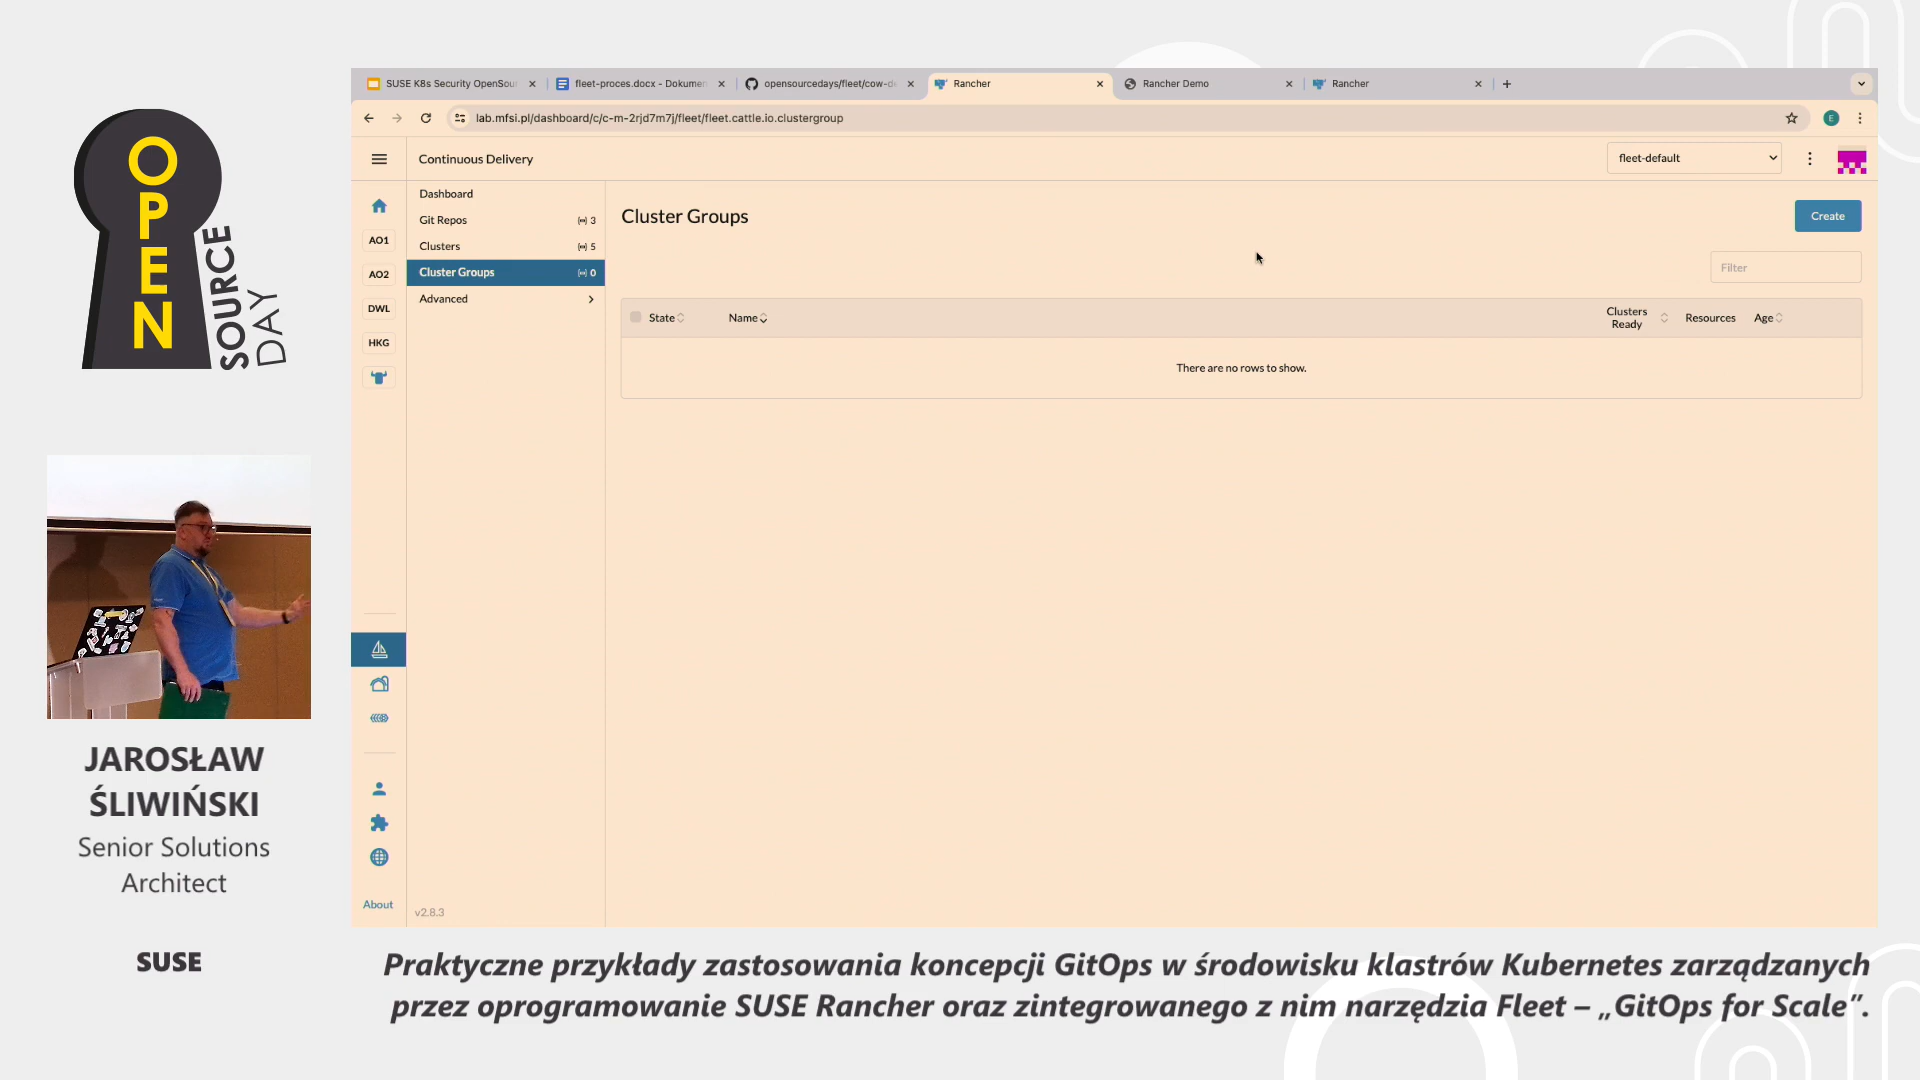 OPEN
SOURCE
DAY
JAROSŁAW
ŚLIWIŃSKI
Senior Solutions
Architect
SUSE
SUSE K8s Security OpenSour
fleet-proces.docx - Dokumen
opensourcedays/fleet/cow-de
Rancher
Rancher Demo
Rancher
lab.mfsi.pl/dashboard/c/c-m-2rjd7m7j/fleet/fleet.cattle.io.clustergroup
E
Continuous Delivery
fleet-default
AO1
AO2
DWL
HKG
About
Dashboard
Git Repos 3
Clusters 5
Cluster Groups 0
Advanced
v2.8.3
Cluster Groups
Create
Filter
State Name Clusters Ready Resources Age
There are no rows to show.
Praktyczne przykłady zastosowania koncepcji GitOps w środowisku klastrów Kubernetes zarządzanych
przez oprogramowanie SUSE Rancher oraz zintegrowanego z nim narzędzia Fleet – „GitOps for Scale”.